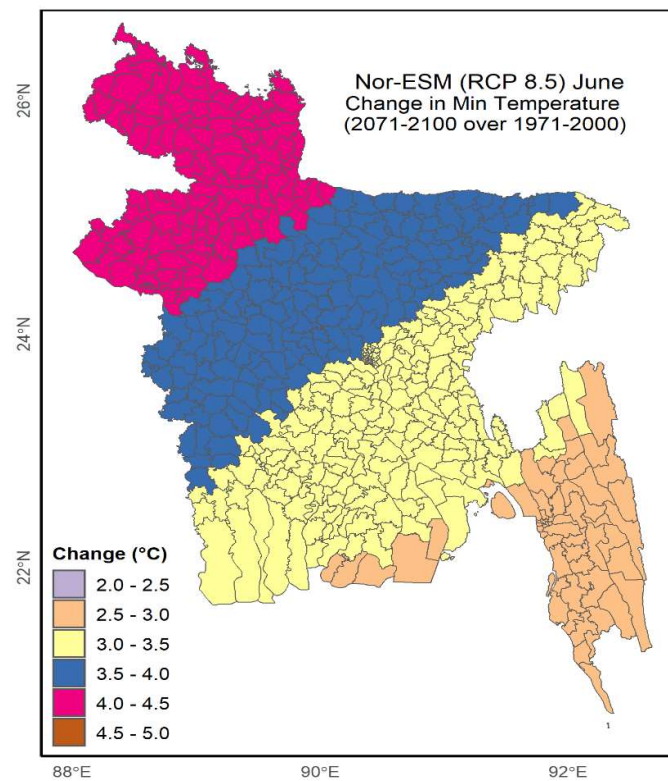 Nor-ESM (RCP 8.5) June
Change in Min Temperature
(2071-2100 over 1971-2000)
26°N
24°N
22°N
Change (°C)
2.0 - 2.5
2.5 - 3.0
3.0 - 3.5
3.5 - 4.0
4.0 - 4.5
4.5 - 5.0
88°E 90°E 92°E